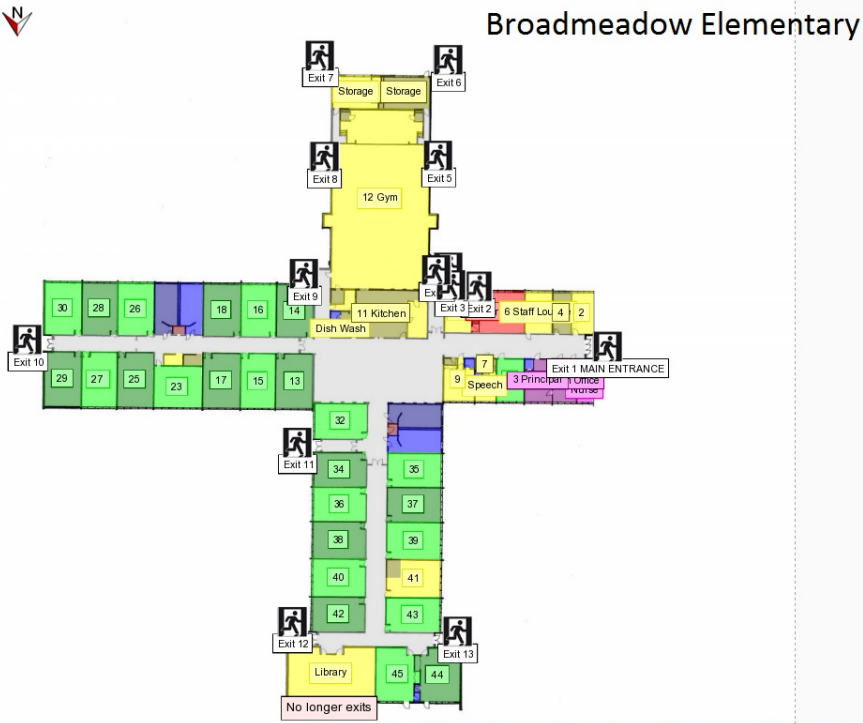 N
Broadmeadow Elementary
Exit 7
Exit 6
Storage
Storage
Exit 8
Exit 5
12 Gym
Exit 9
Exit 3
Exit 2
30
28
26
18
16
14
11 Kitchen
6 Staff Lou
4
2
Dish Wash
Exit 10
Exit 1 MAIN ENTRANCE
29
27
25
23
17
15
13
9
7
Speech
3 Principal
Office
Nurse
32
Exit 11
34
35
36
37
38
39
40
41
42
43
Exit 12
Exit 13
Library
45
44
No longer exits